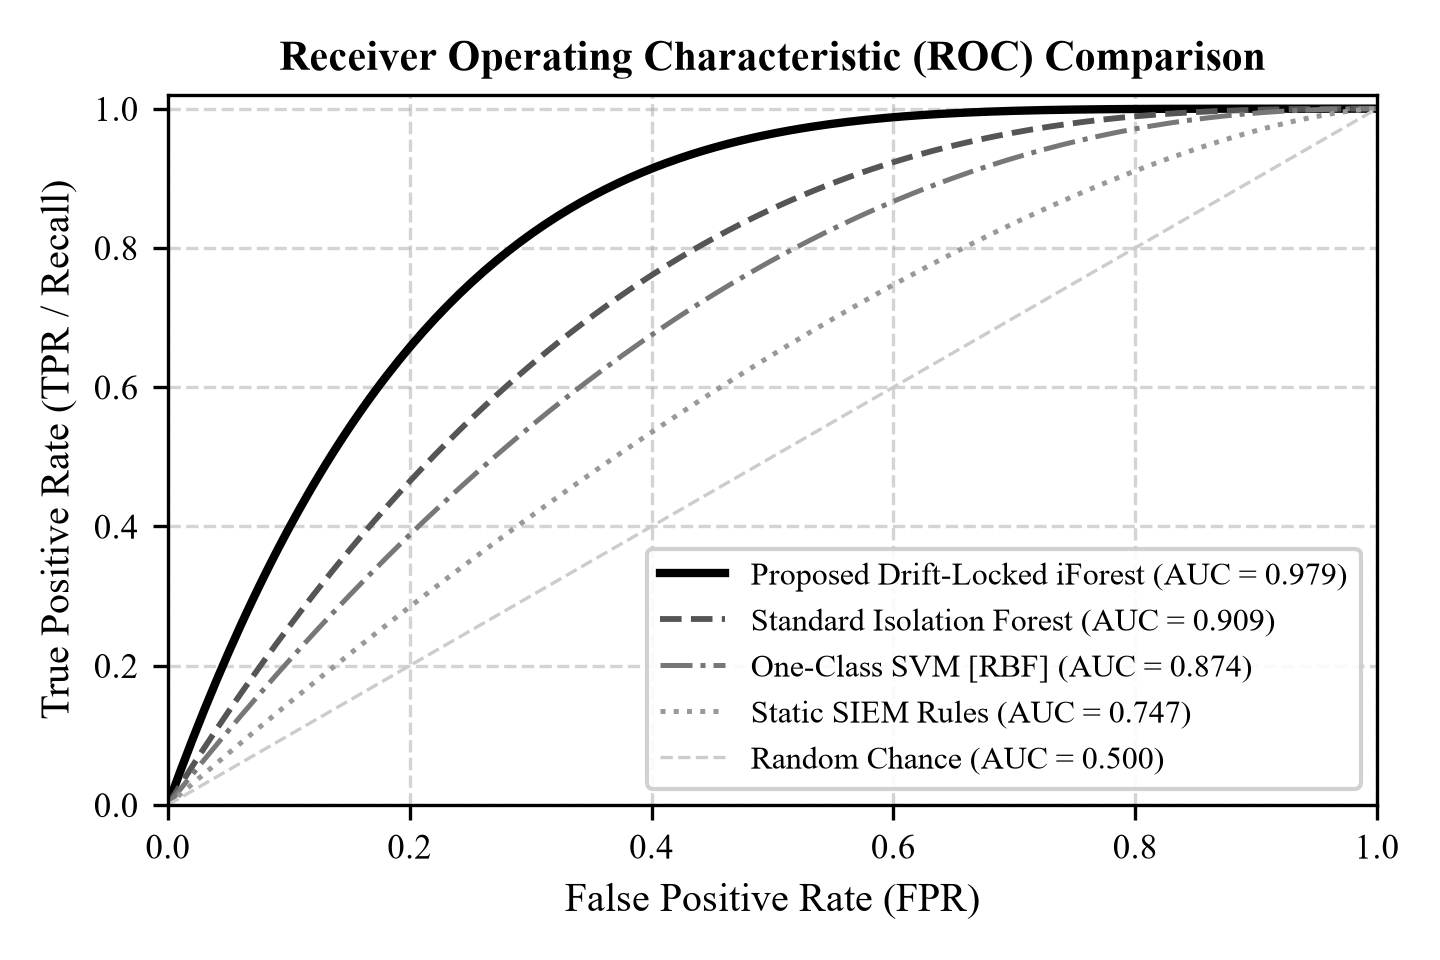 Receiver Operating Characteristic (ROC) Comparison
True Positive Rate (TPR / Recall)
1.0
0.8
0.6
0.4
0.2
0.0
Proposed Drift-Locked iForest (AUC = 0.979)
Standard Isolation Forest (AUC = 0.909)
One-Class SVM [RBF] (AUC = 0.874)
Static SIEM Rules (AUC = 0.747)
Random Chance (AUC = 0.500)
0.0 0.2 0.4 0.6 0.8 1.0
False Positive Rate (FPR)